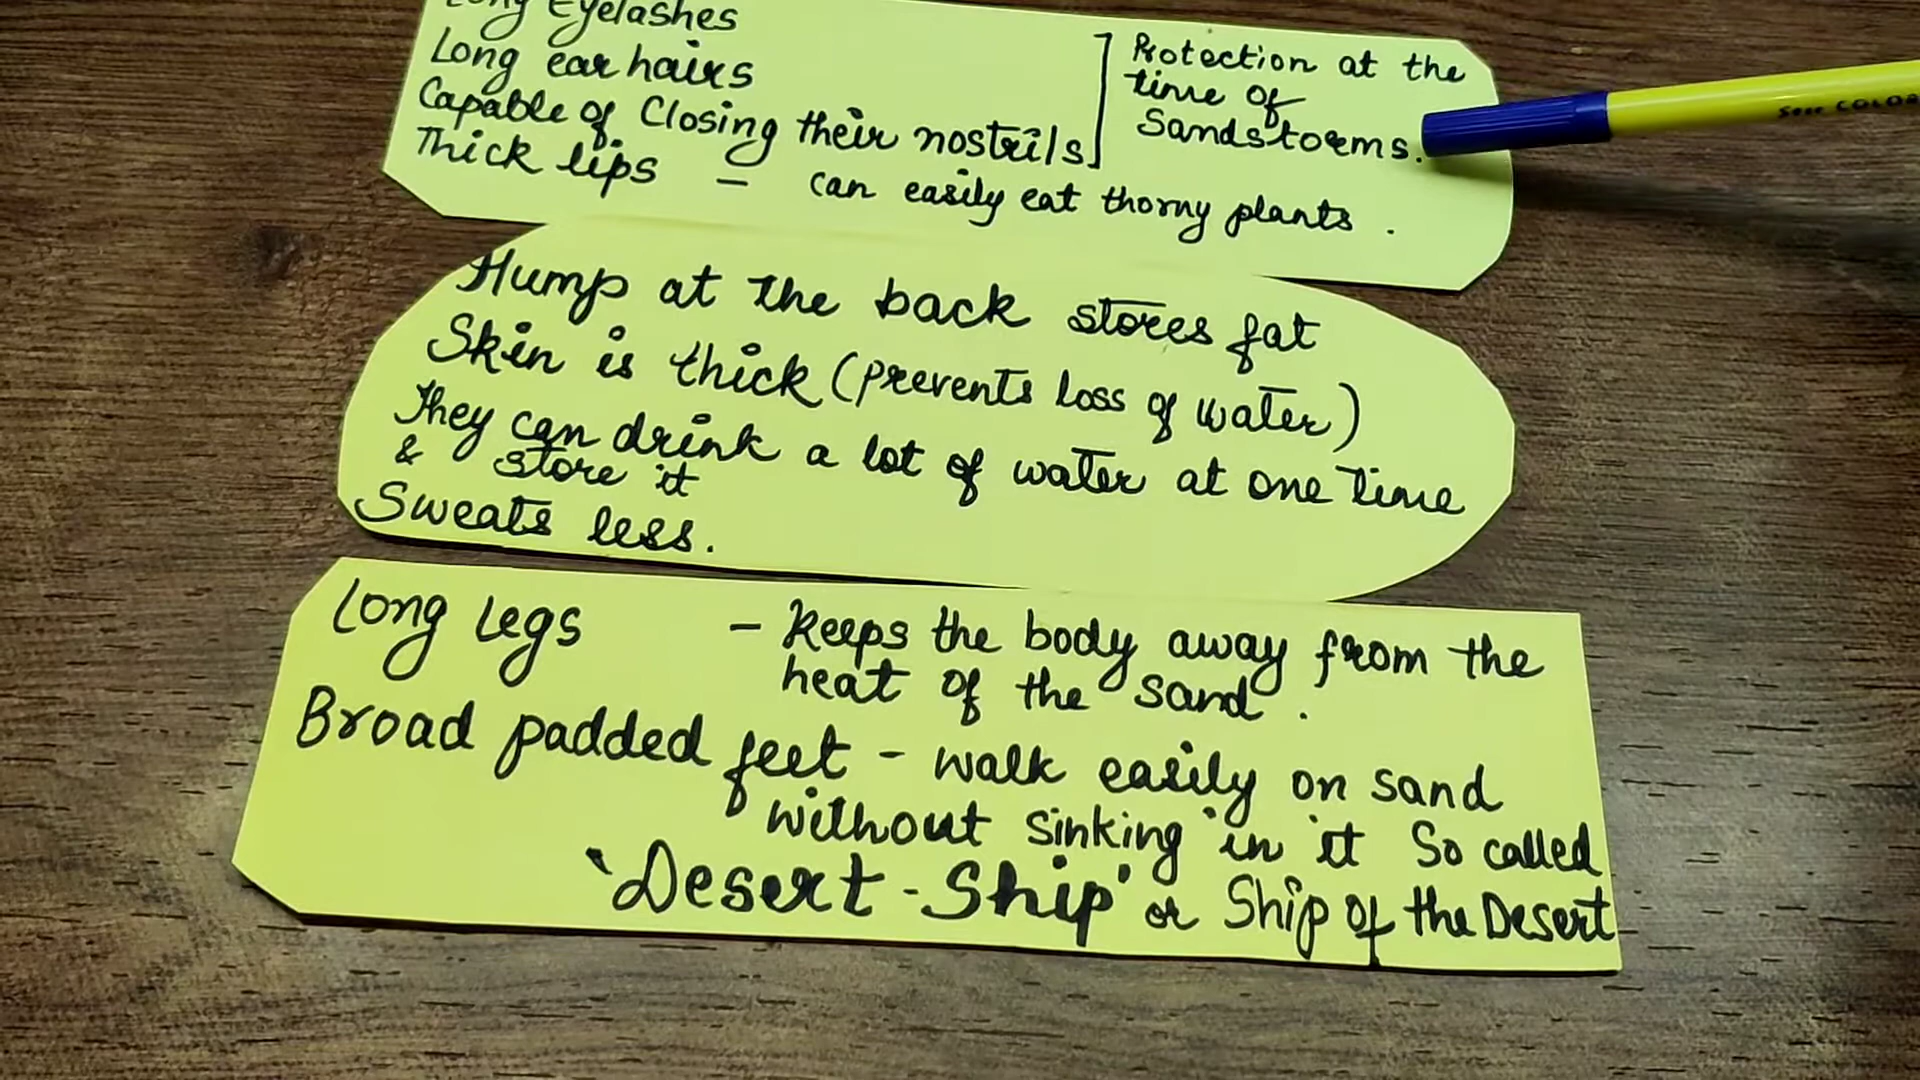 Long Eyelashes
Long ear hairs
Capable of Closing their nostrils
Protection at the
time of
Sandstorms.
Thick lips - can easily eat thorny plants.
Hump at the back stores fat
Skin is thick (prevents loss of water)
They can drink a lot of water at one time
& store it
Sweats less.
Long Legs - Keeps the body away from the
heat of the sand.
Broad padded feet - walk easily on sand
without sinking in it So called
'Desert-Ship' or Ship of the Desert